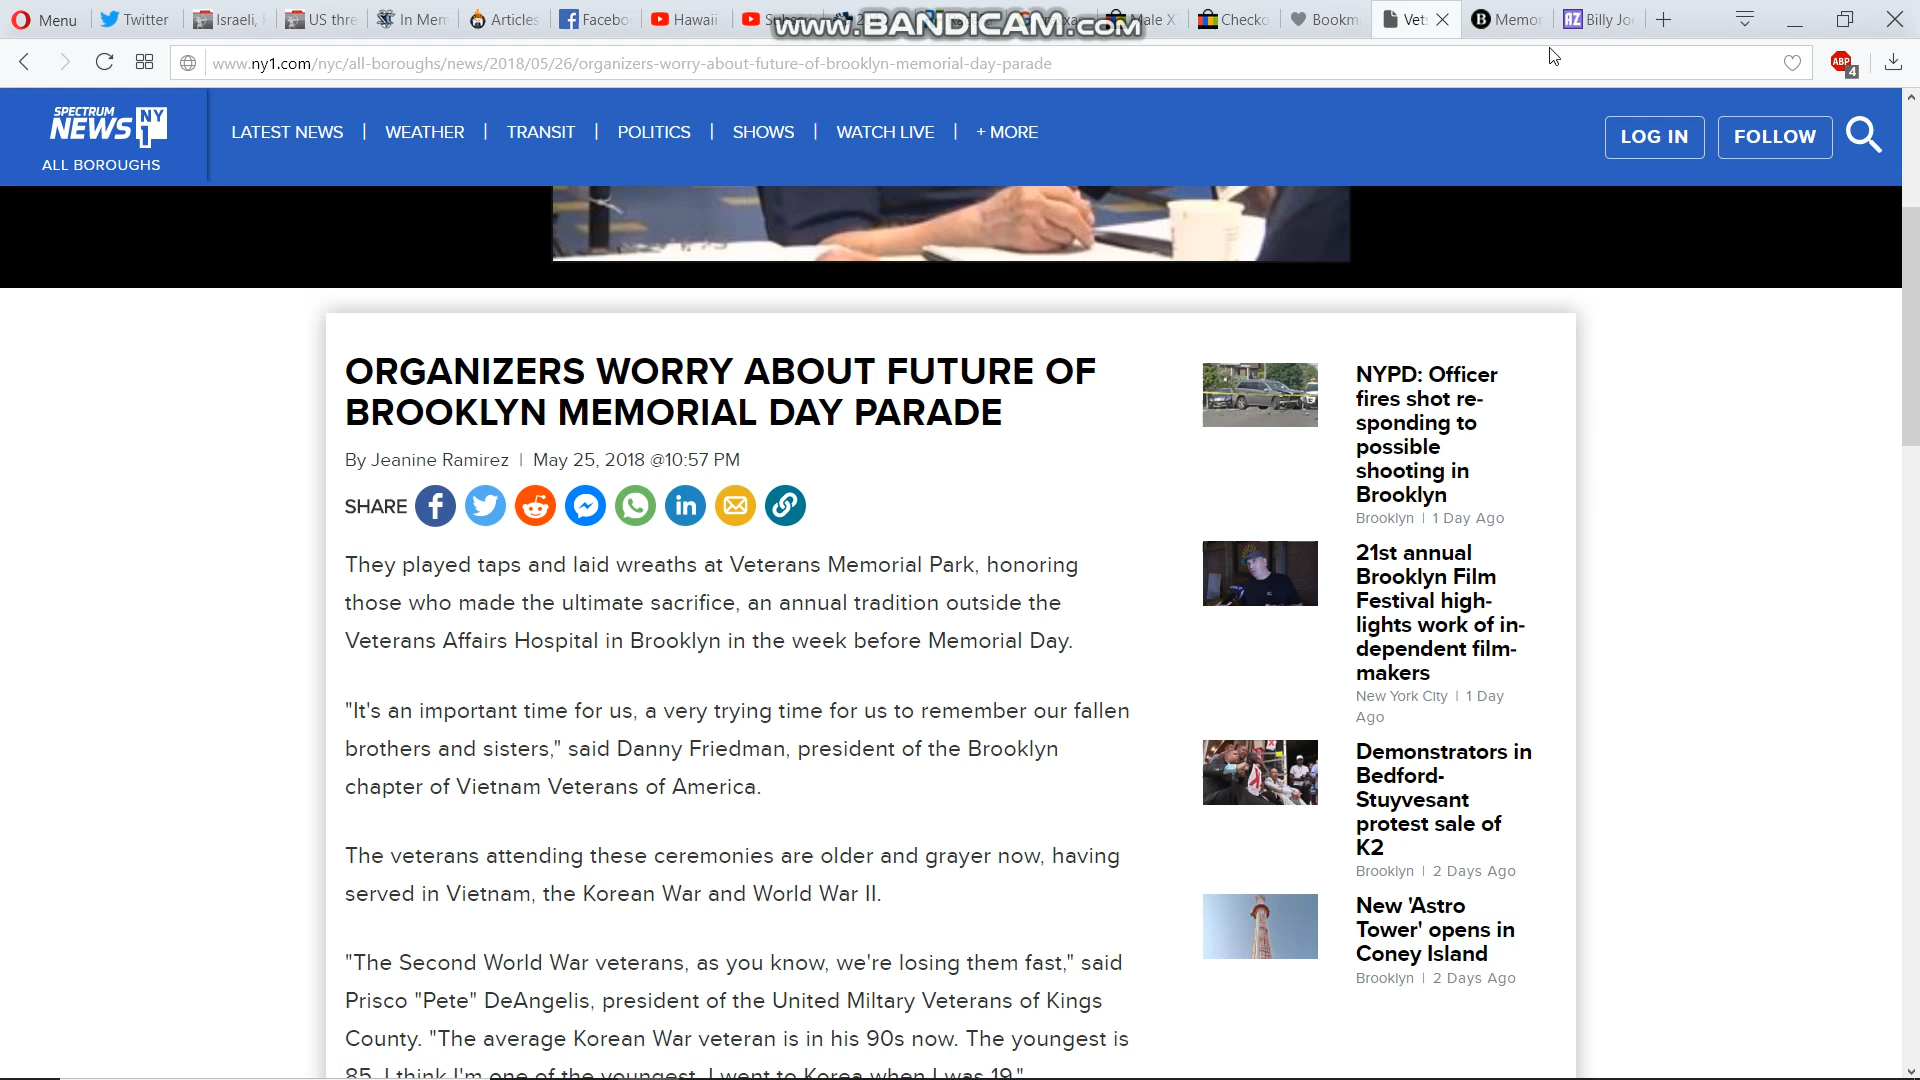 Menu
Twitter
Israeli,
US thre
In Mem
Articles
Facebo
Hawaii
Male X
Checko
Bookm
Vet
Memor
Billy Jo
www.BANDICAM.com
www.ny1.com/nyc/all-boroughs/news/2018/05/26/organizers-worry-about-future-of-brooklyn-memorial-day-parade
ABP
4
SPECTRUM
NEWS NY
1
ALL BOROUGHS
LATEST NEWS | WEATHER | TRANSIT | POLITICS | SHOWS | WATCH LIVE | + MORE
LOG IN
FOLLOW
ORGANIZERS WORRY ABOUT FUTURE OF
BROOKLYN MEMORIAL DAY PARADE
By Jeanine Ramirez | May 25, 2018 @10:57 PM
SHARE
They played taps and laid wreaths at Veterans Memorial Park, honoring
those who made the ultimate sacrifice, an annual tradition outside the
Veterans Affairs Hospital in Brooklyn in the week before Memorial Day.
"It's an important time for us, a very trying time for us to remember our fallen
brothers and sisters," said Danny Friedman, president of the Brooklyn
chapter of Vietnam Veterans of America.
The veterans attending these ceremonies are older and grayer now, having
served in Vietnam, the Korean War and World War II.
"The Second World War veterans, as you know, we're losing them fast," said
Prisco "Pete" DeAngelis, president of the United Miltary Veterans of Kings
County. "The average Korean War veteran is in his 90s now. The youngest is
85. I think I'm one of the youngest. I went to Korea when I was 19."
NYPD: Officer
fires shot re-
sponding to
possible
shooting in
Brooklyn
Brooklyn | 1 Day Ago
21st annual
Brooklyn Film
Festival high-
lights work of in-
dependent film-
makers
New York City | 1 Day
Ago
Demonstrators in
Bedford-
Stuyvesant
protest sale of
K2
Brooklyn | 2 Days Ago
New 'Astro
Tower' opens in
Coney Island
Brooklyn | 2 Days Ago